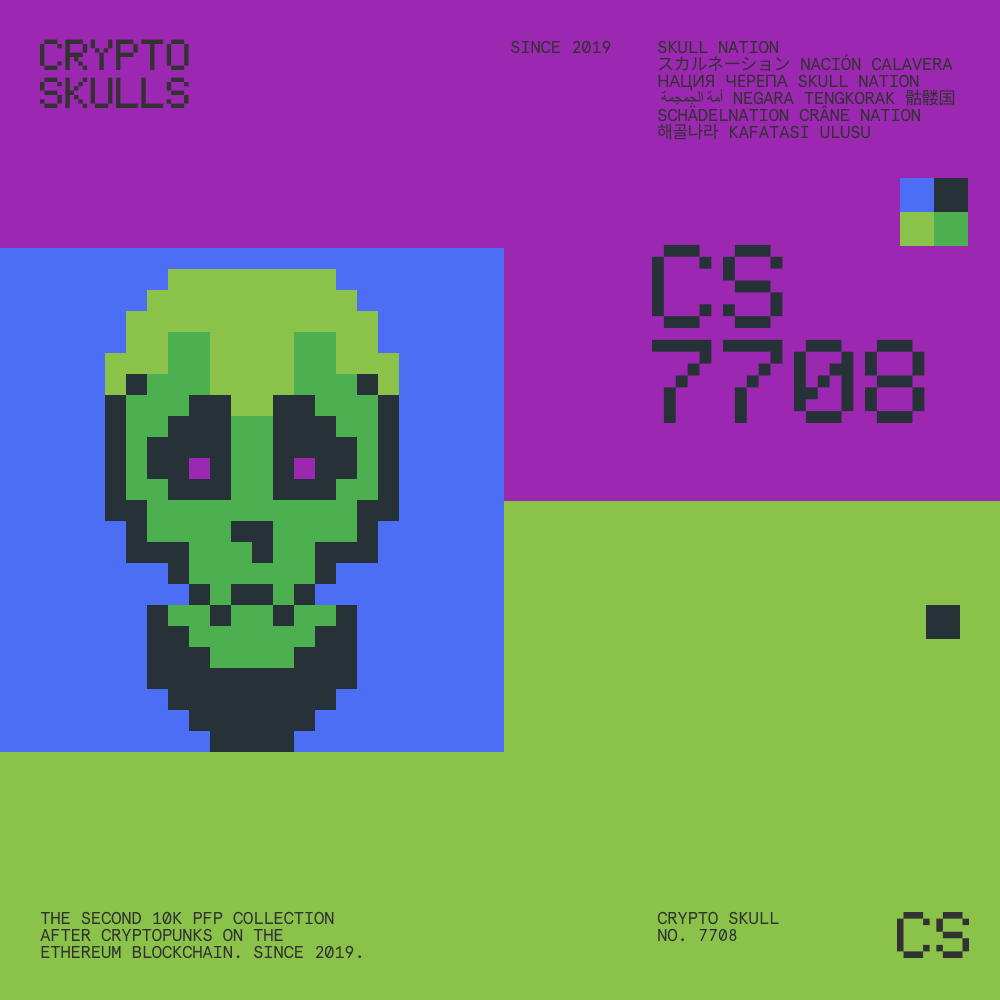 CRYPTO
SKULLS
SINCE 2019
SKULL NATION
スカルネーション NACIÓN CALAVERA
НАЦИЯ ЧЕРЕПА SKULL NATION
أمة الجمجمة NEGARA TENGKORAK 骷髅国
SCHÄDELNATION CRÂNE NATION
해골나라 KAFATASI ULUSU
CS
7708
THE SECOND 10K PFP COLLECTION
AFTER CRYPTOPUNKS ON THE
ETHEREUM BLOCKCHAIN. SINCE 2019.
CRYPTO SKULL
NO. 7708
CS